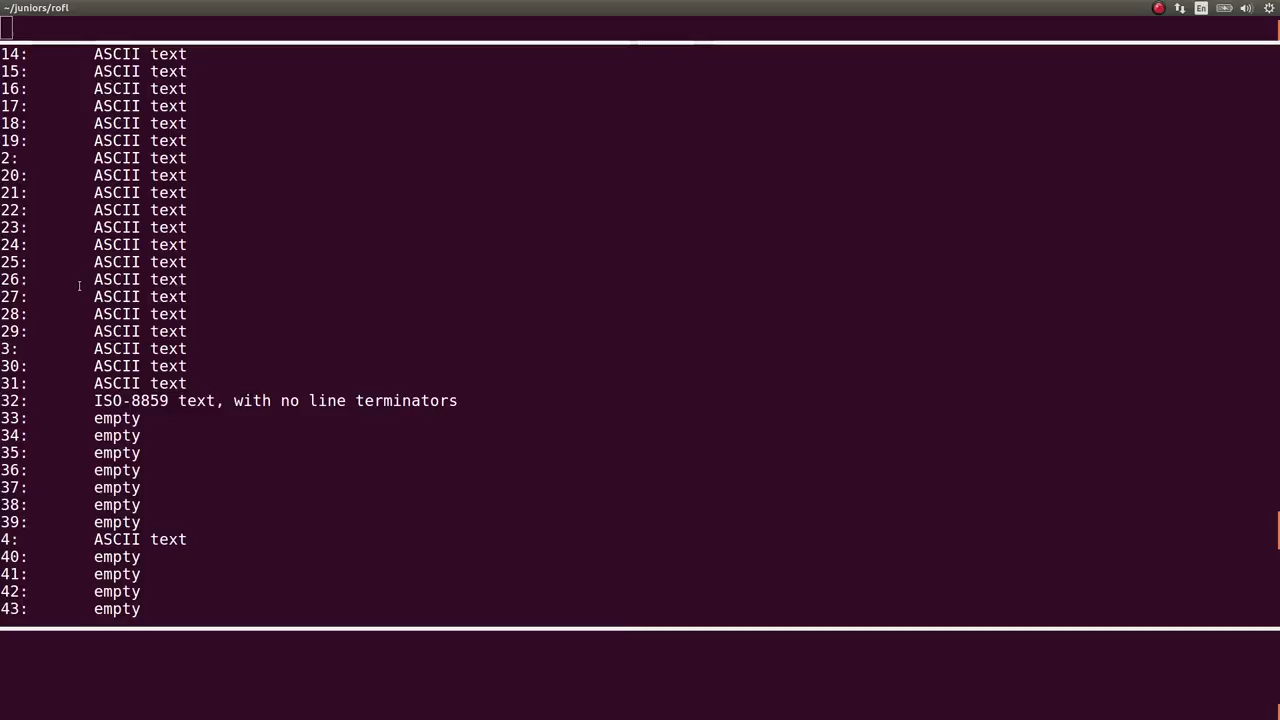 ~/juniors/rofl
En
14: ASCII text
15: ASCII text
16: ASCII text
17: ASCII text
18: ASCII text
19: ASCII text
2: ASCII text
20: ASCII text
21: ASCII text
22: ASCII text
23: ASCII text
24: ASCII text
25: ASCII text
26: ASCII text
27: ASCII text
28: ASCII text
29: ASCII text
3: ASCII text
30: ASCII text
31: ASCII text
32: ISO-8859 text, with no line terminators
33: empty
34: empty
35: empty
36: empty
37: empty
38: empty
39: empty
4: ASCII text
40: empty
41: empty
42: empty
43: empty